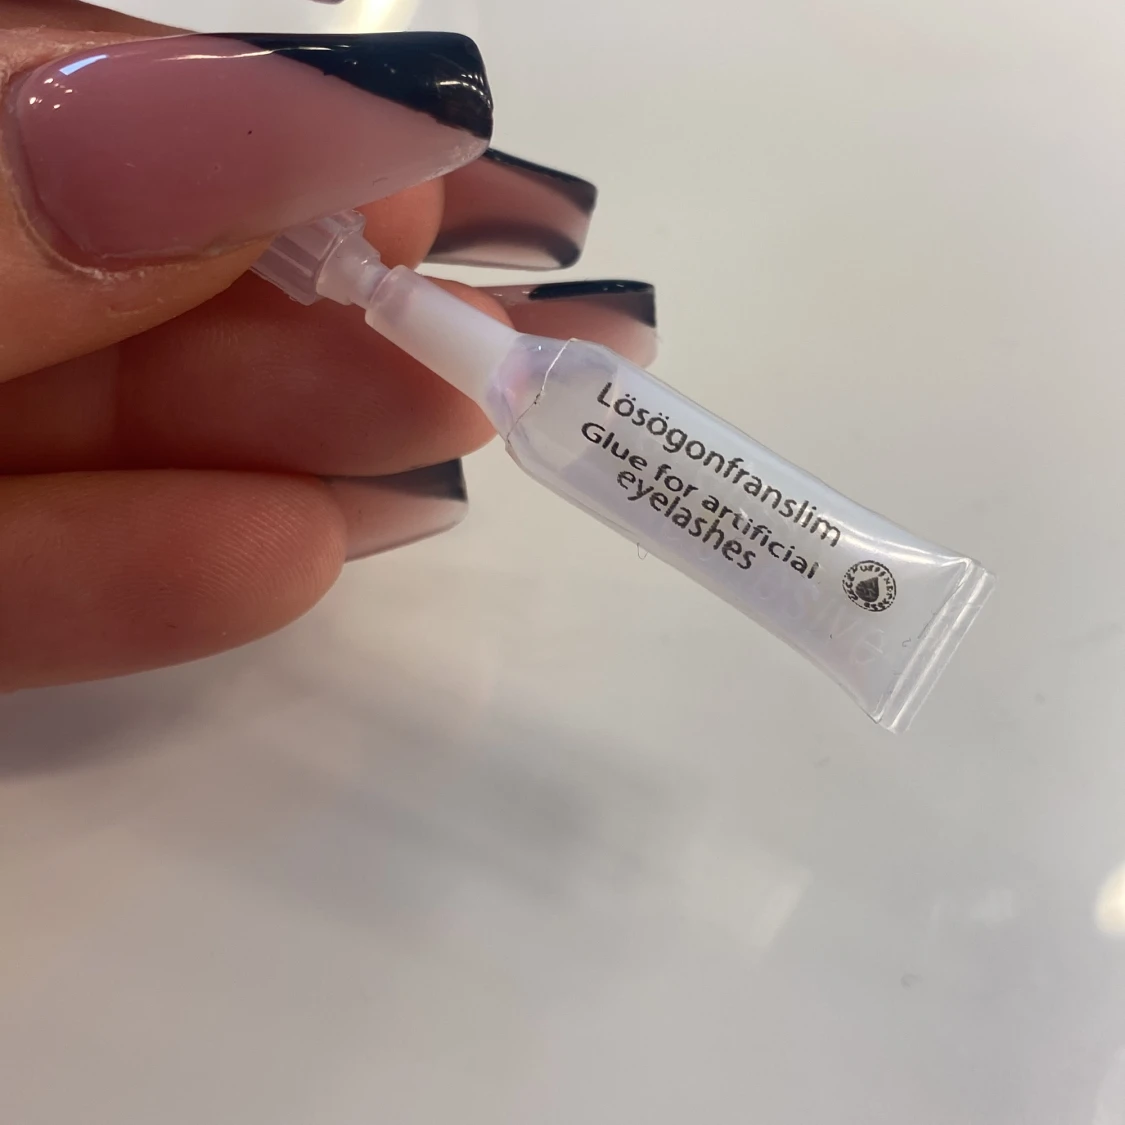 Lösögonfranslim
Glue for artificial
eyelashes